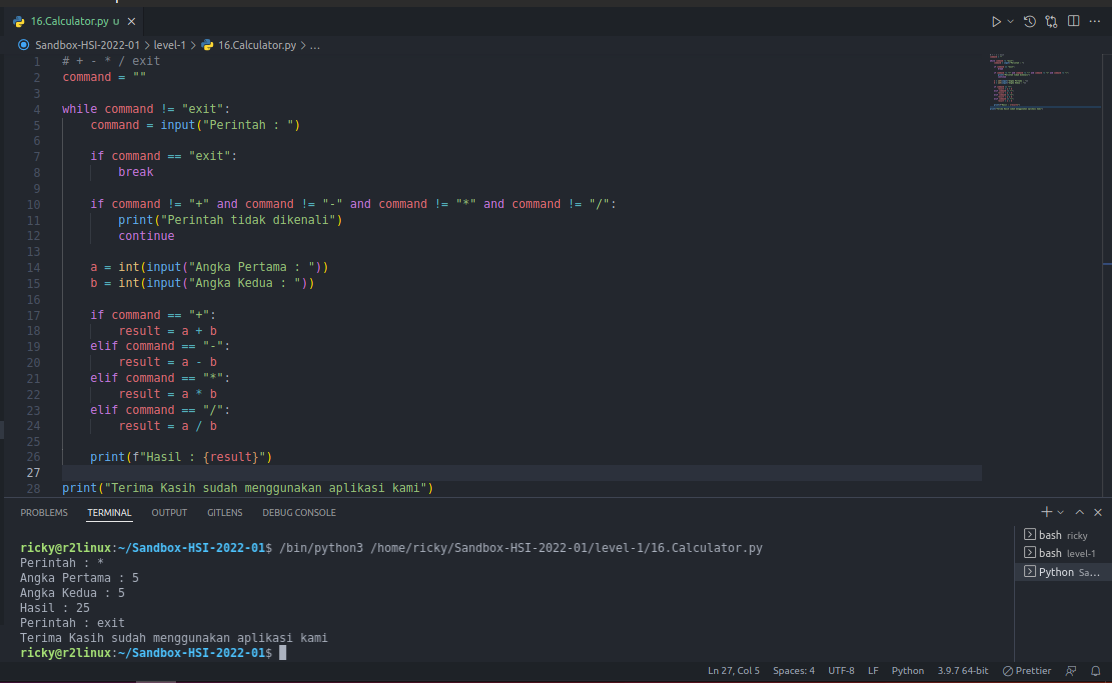 16.Calculator.py U
Sandbox-HSI-2022-01 > level-1 > 16.Calculator.py > ...
1 # + - * / exit
2 command = ""
3
4 while command != "exit":
5     command = input("Perintah : ")
6
7     if command == "exit":
8         break
9
10     if command != "+" and command != "-" and command != "*" and command != "/":
11         print("Perintah tidak dikenali")
12         continue
13
14     a = int(input("Angka Pertama : "))
15     b = int(input("Angka Kedua : "))
16
17     if command == "+":
18         result = a + b
19     elif command == "-":
20         result = a - b
21     elif command == "*":
22         result = a * b
23     elif command == "/":
24         result = a / b
25
26     print(f"Hasil : {result}")
27
28 print("Terima Kasih sudah menggunakan aplikasi kami")
PROBLEMS TERMINAL OUTPUT GITLENS DEBUG CONSOLE
ricky@r2linux:~/Sandbox-HSI-2022-01$ /bin/python3 /home/ricky/Sandbox-HSI-2022-01/level-1/16.Calculator.py
Perintah : *
Angka Pertama : 5
Angka Kedua : 5
Hasil : 25
Perintah : exit
Terima Kasih sudah menggunakan aplikasi kami
ricky@r2linux:~/Sandbox-HSI-2022-01$
bash ricky
bash level-1
Python Sa...
Ln 27, Col 5 Spaces: 4 UTF-8 LF Python 3.9.7 64-bit Prettier